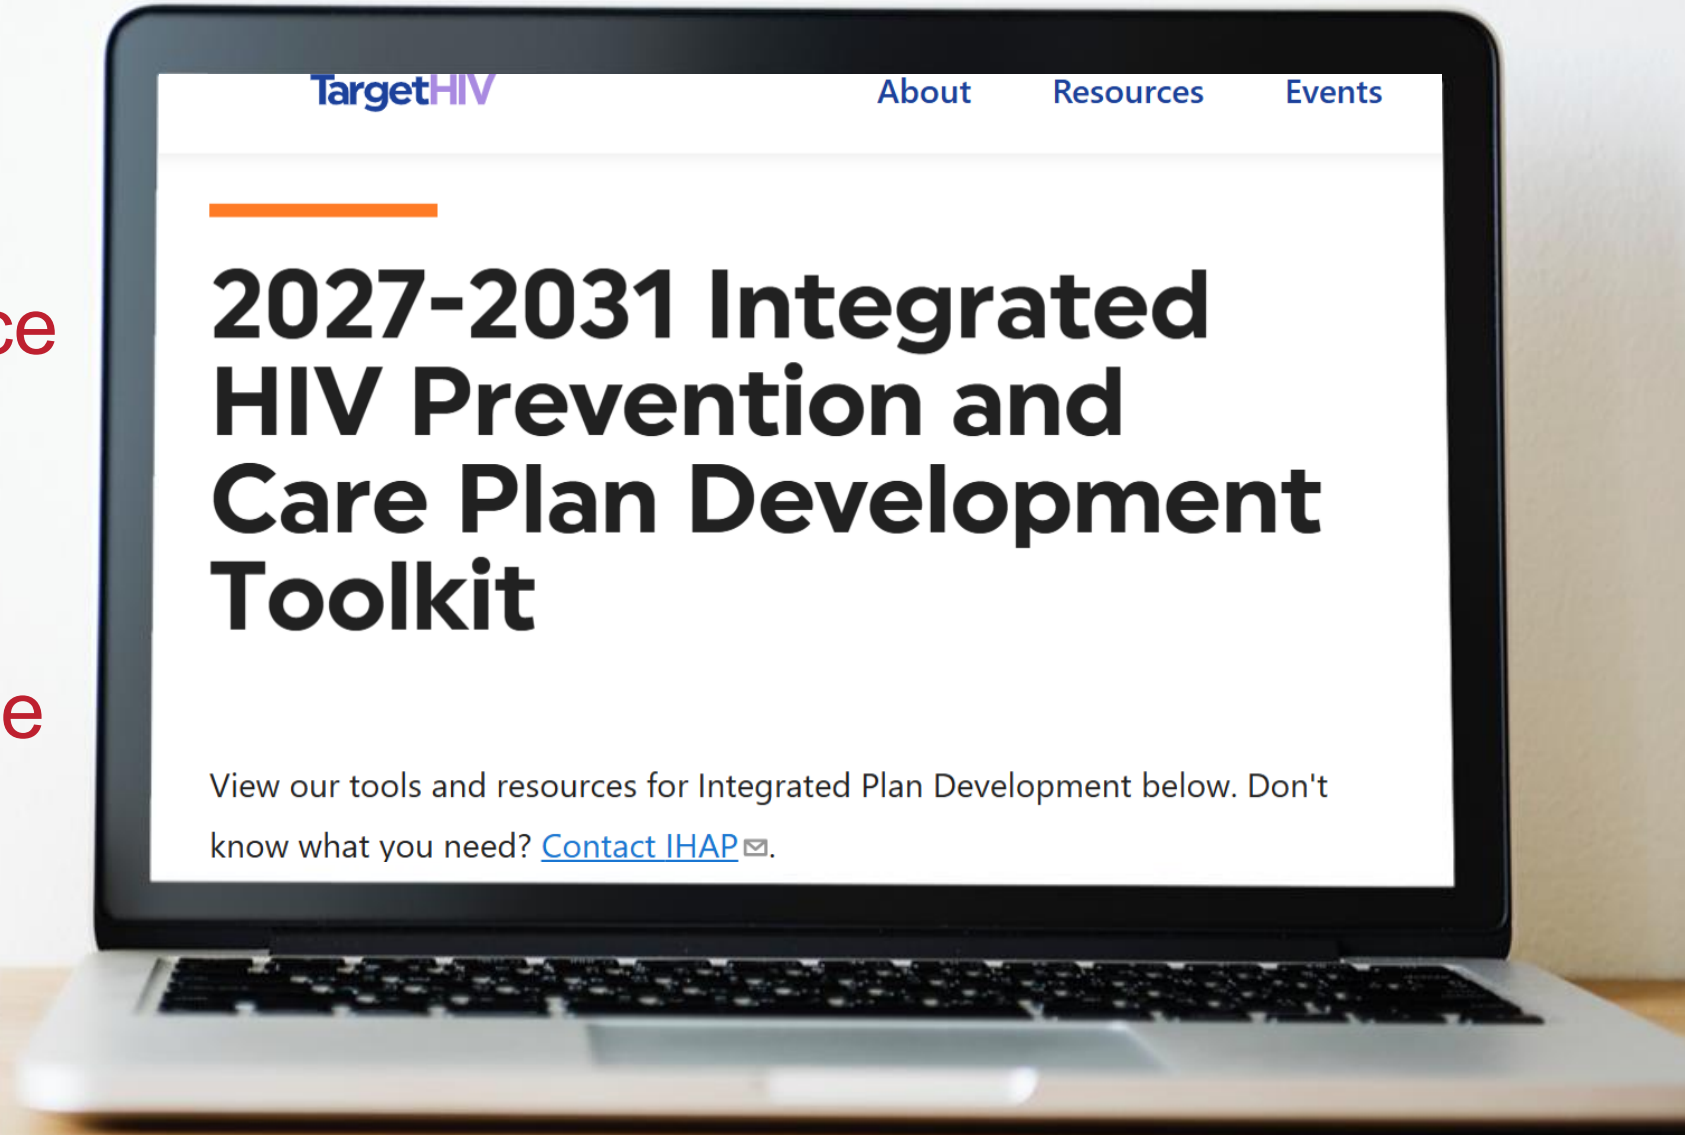 TargetHIV
About Resources Events
2027-2031 Integrated
HIV Prevention and
Care Plan Development
Toolkit
View our tools and resources for Integrated Plan Development below. Don't
know what you need? Contact IHAP.